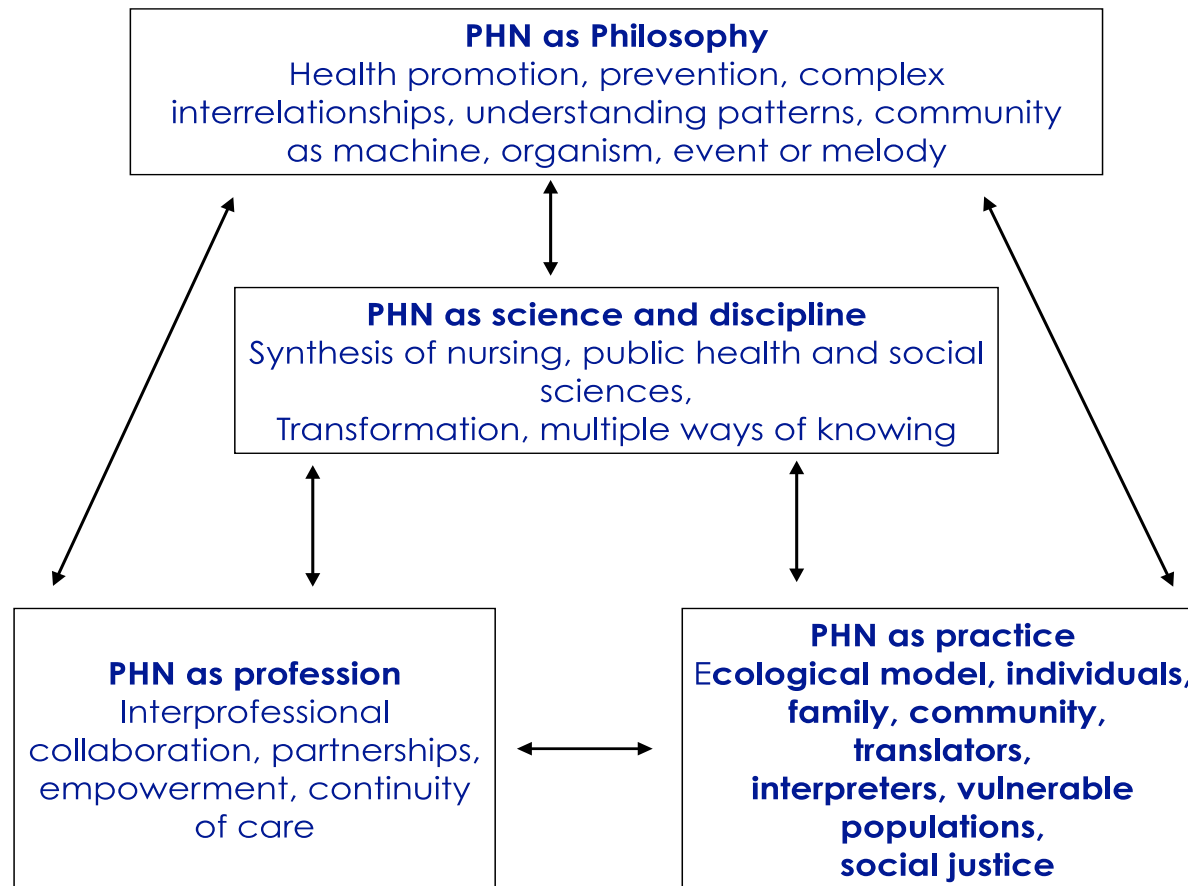 PHN as Philosophy
Health promotion, prevention, complex
interrelationships, understanding patterns, community
as machine, organism, event or melody
PHN as science and discipline
Synthesis of nursing, public health and social
sciences,
Transformation, multiple ways of knowing
PHN as profession
Interprofessional
collaboration, partnerships,
empowerment, continuity
of care
PHN as practice
Ecological model, individuals,
family, community,
translators,
interpreters, vulnerable
populations,
social justice